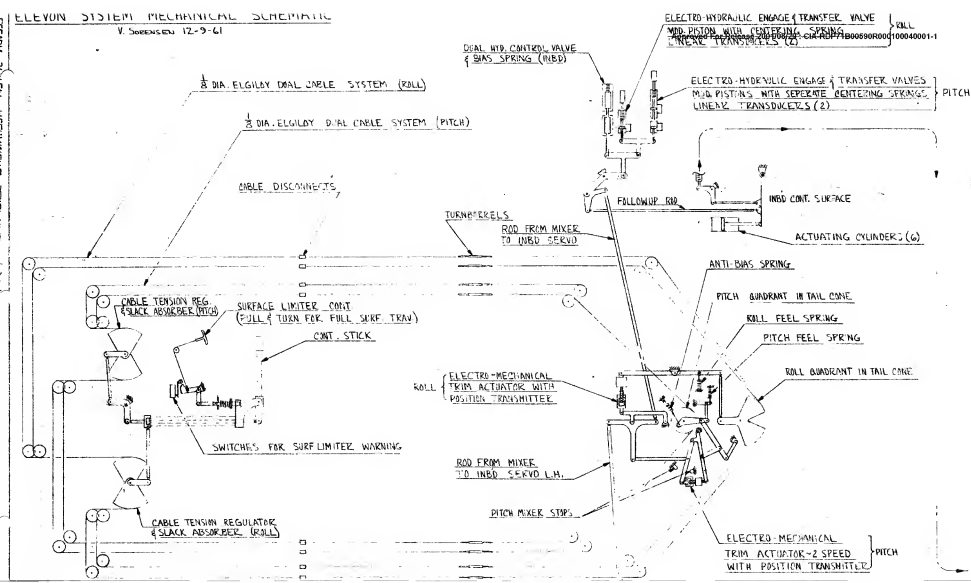 ELEVON SYSTEM MECHANICAL SCHEMATIC
V. SORENSEN 12-9-61
ELECTRO-HYDRAULIC ENGAGE & TRANSFER VALVE
MOD. PISTON WITH CENTERING SPRING
LINEAR TRANSDUCERS (2)
ROLL
Approved For Release : CIA-RDP71B00590R000100040001-1
DUAL HYD. CONTROL VALVE
& BIAS SPRING (INBD)
ELECTRO-HYDRAULIC ENGAGE & TRANSFER VALVES
MOD. PISTONS WITH SEPERATE CENTERING SPRINGS
LINEAR TRANSDUCERS (2)
PITCH
1/8 DIA. ELGILOY DUAL CABLE SYSTEM (ROLL)
1/8 DIA. ELGILOY DUAL CABLE SYSTEM (PITCH)
CABLE DISCONNECTS
FOLLOWUP ROD
INBD CONT. SURFACE
TURNBARRELS
ROD FROM MIXER
TO INBD SERVO
ACTUATING CYLINDERS (6)
ANTI-BIAS SPRING
PITCH QUADRANT IN TAIL CONE
ROLL FEEL SPRING
PITCH FEEL SPRING
CABLE TENSION REG.
& SLACK ABSORBER (PITCH)
SURFACE LIMITER CONT.
(PULL & TURN FOR FULL SURF. TRAV.)
CONT. STICK
ROLL
ELECTRO-MECHANICAL
TRIM ACTUATOR WITH
POSITION TRANSMITTER
ROLL QUADRANT IN TAIL CONE
SWITCHES FOR SURF LIMITER WARNING
ROD FROM MIXER
TO INBD SERVO L.H.
PITCH MIXER STOPS
CABLE TENSION REGULATOR
& SLACK ABSORBER (ROLL)
ELECTRO-MECHANICAL
TRIM ACTUATOR-2 SPEED
WITH POSITION TRANSMITTER
PITCH